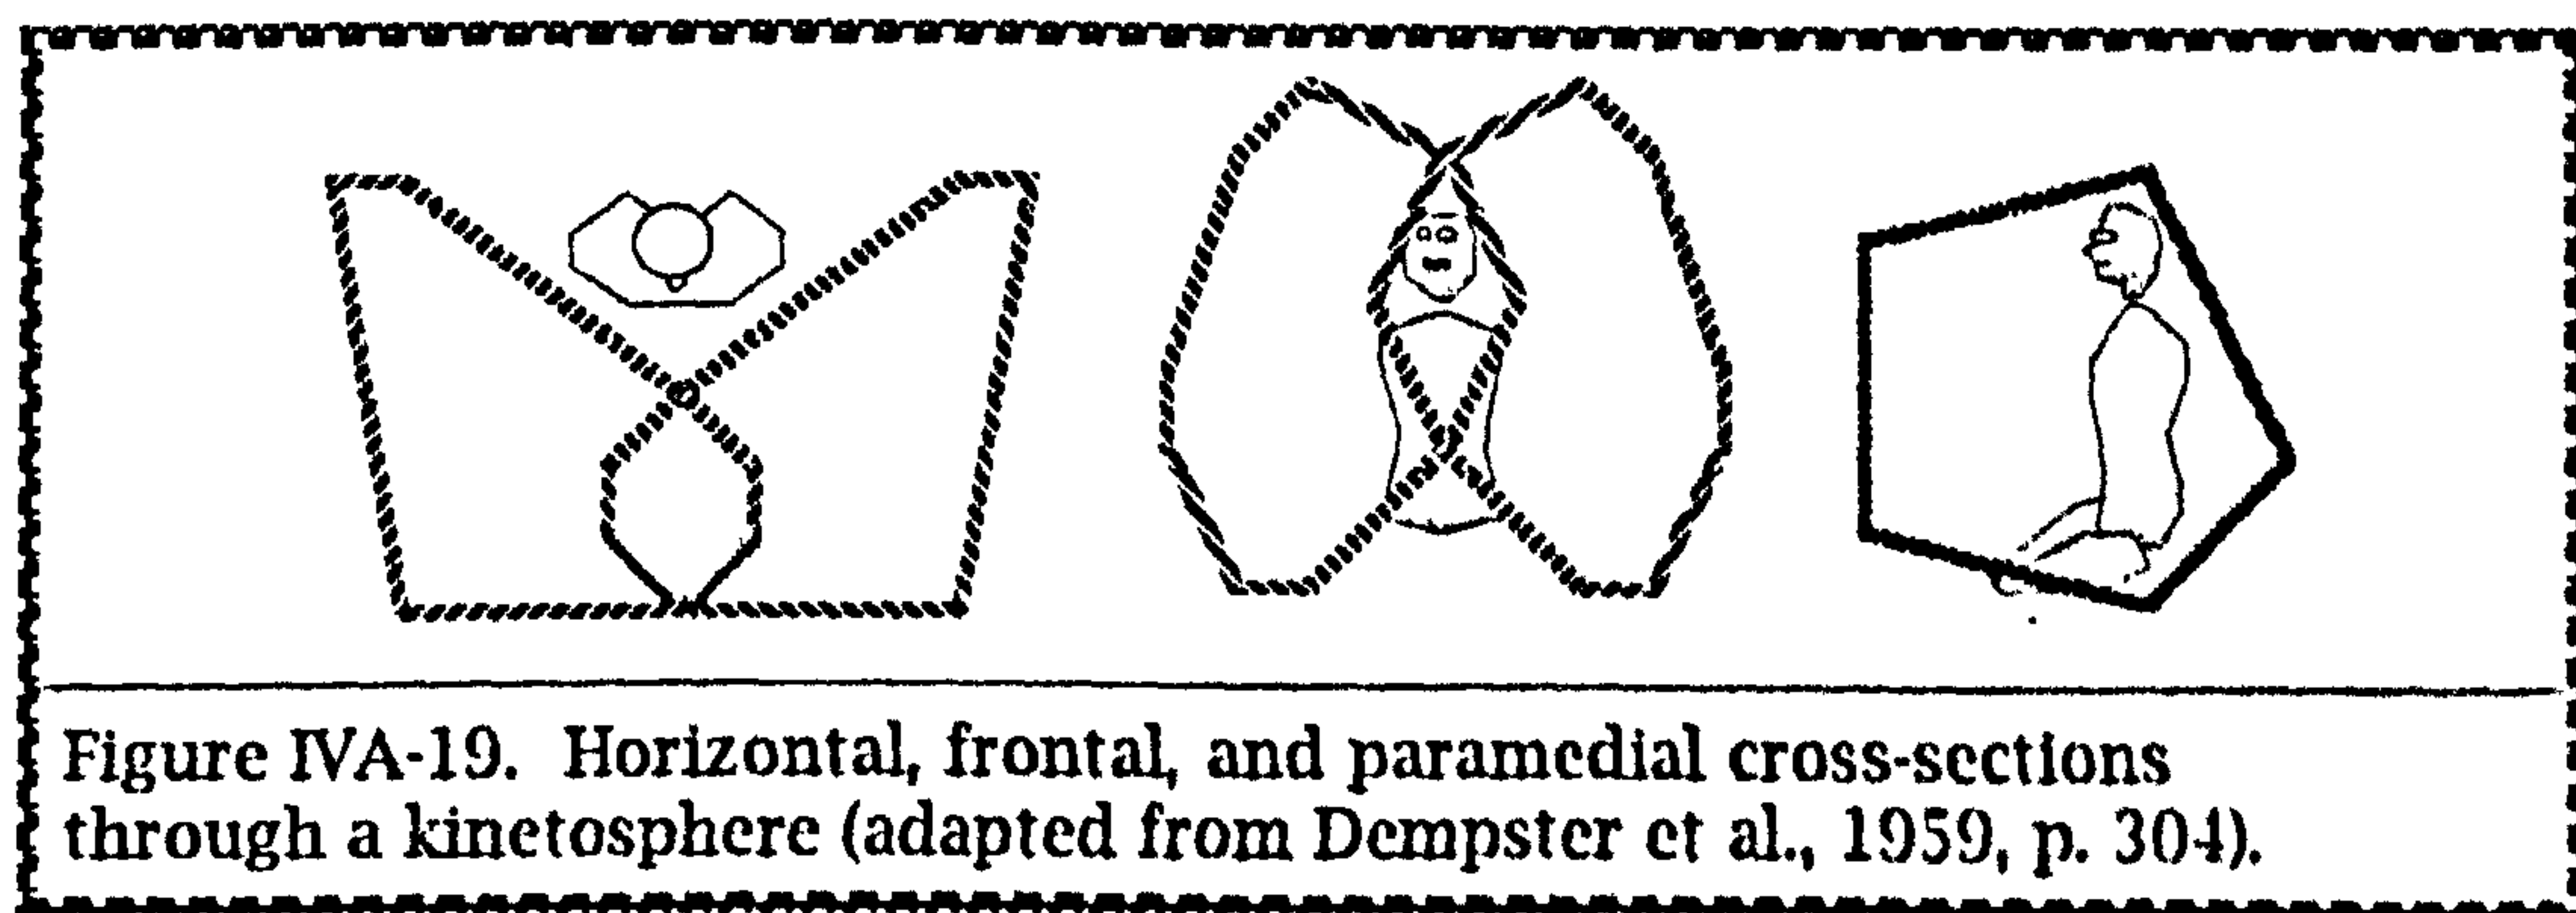 Figure IVA-19. Horizontal, frontal, and paramedial cross-sections
through a kinetosphere (adapted from Dempster et al., 1959, p. 304).